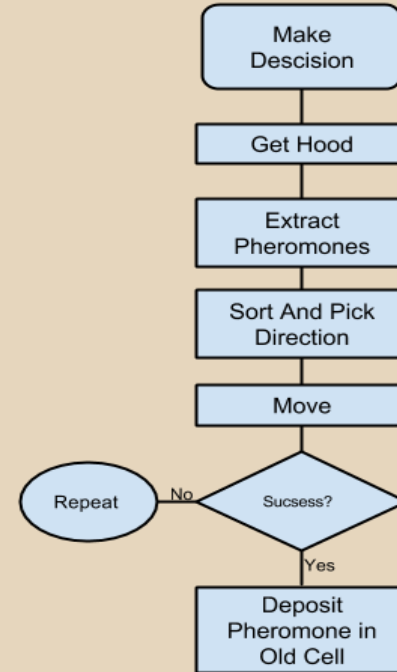 Make
Descision
Get Hood
Extract
Pheromones
Sort And Pick
Direction
Move
Repeat
No
Sucsess?
Yes
Deposit
Pheromone in
Old Cell